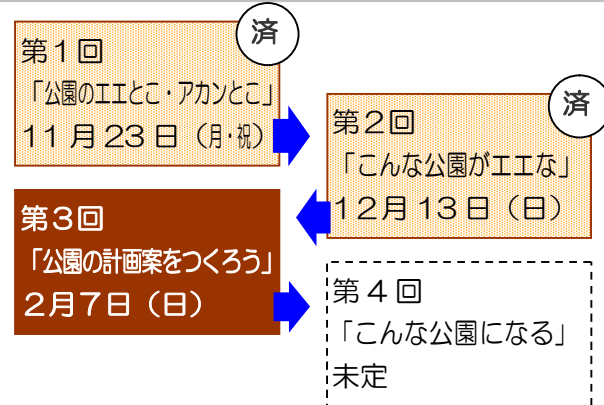 済
第１回
「公園のエエとこ・アカンとこ」
１１月２３日（月・祝）
済
第２回
「こんな公園がエエな」
１２月１３日（日）
第３回
「公園の計画案をつくろう」
２月７日（日）
第４回
「こんな公園になる」
未定